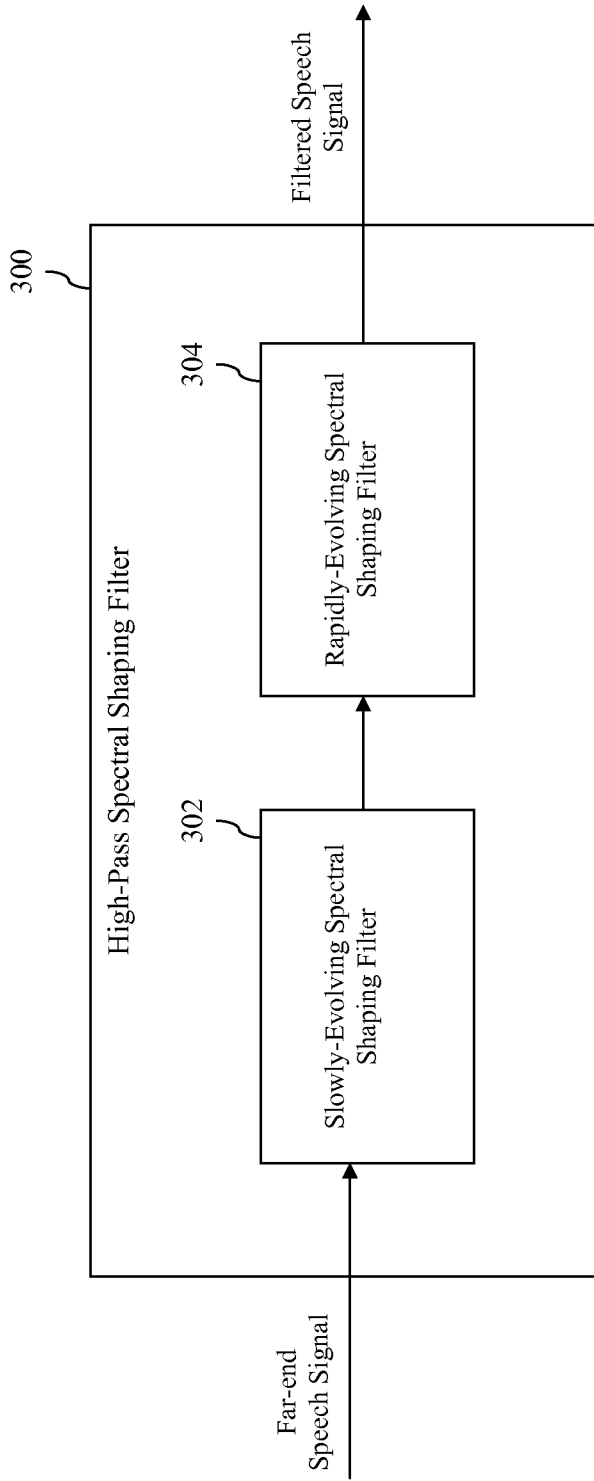 300
High-Pass Spectral Shaping Filter
302
304
Far-end
Speech Signal
Slowly-Evolving Spectral
Shaping Filter
Rapidly-Evolving Spectral
Shaping Filter
Filtered Speech
Signal